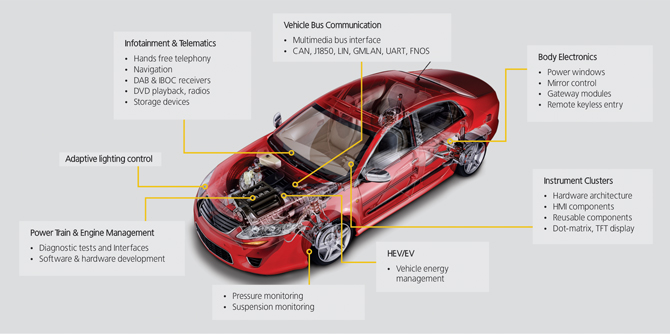 Vehicle Bus Communication
• Multimedia bus interface
• CAN, J1850, LIN, GMLAN, UART, FNOS
Infotainment & Telematics
• Hands free telephony
• Navigation
• DAB & IBOC receivers
• DVD playback, radios
• Storage devices
Body Electronics
• Power windows
• Mirror control
• Gateway modules
• Remote keyless entry
Adaptive lighting control
Instrument Clusters
• Hardware architecture
• HMI components
• Reusable components
• Dot-matrix, TFT display
Power Train & Engine Management
• Diagnostic tests and Interfaces
• Software & hardware development
HEV/EV
• Vehicle energy
management
• Pressure monitoring
• Suspension monitoring